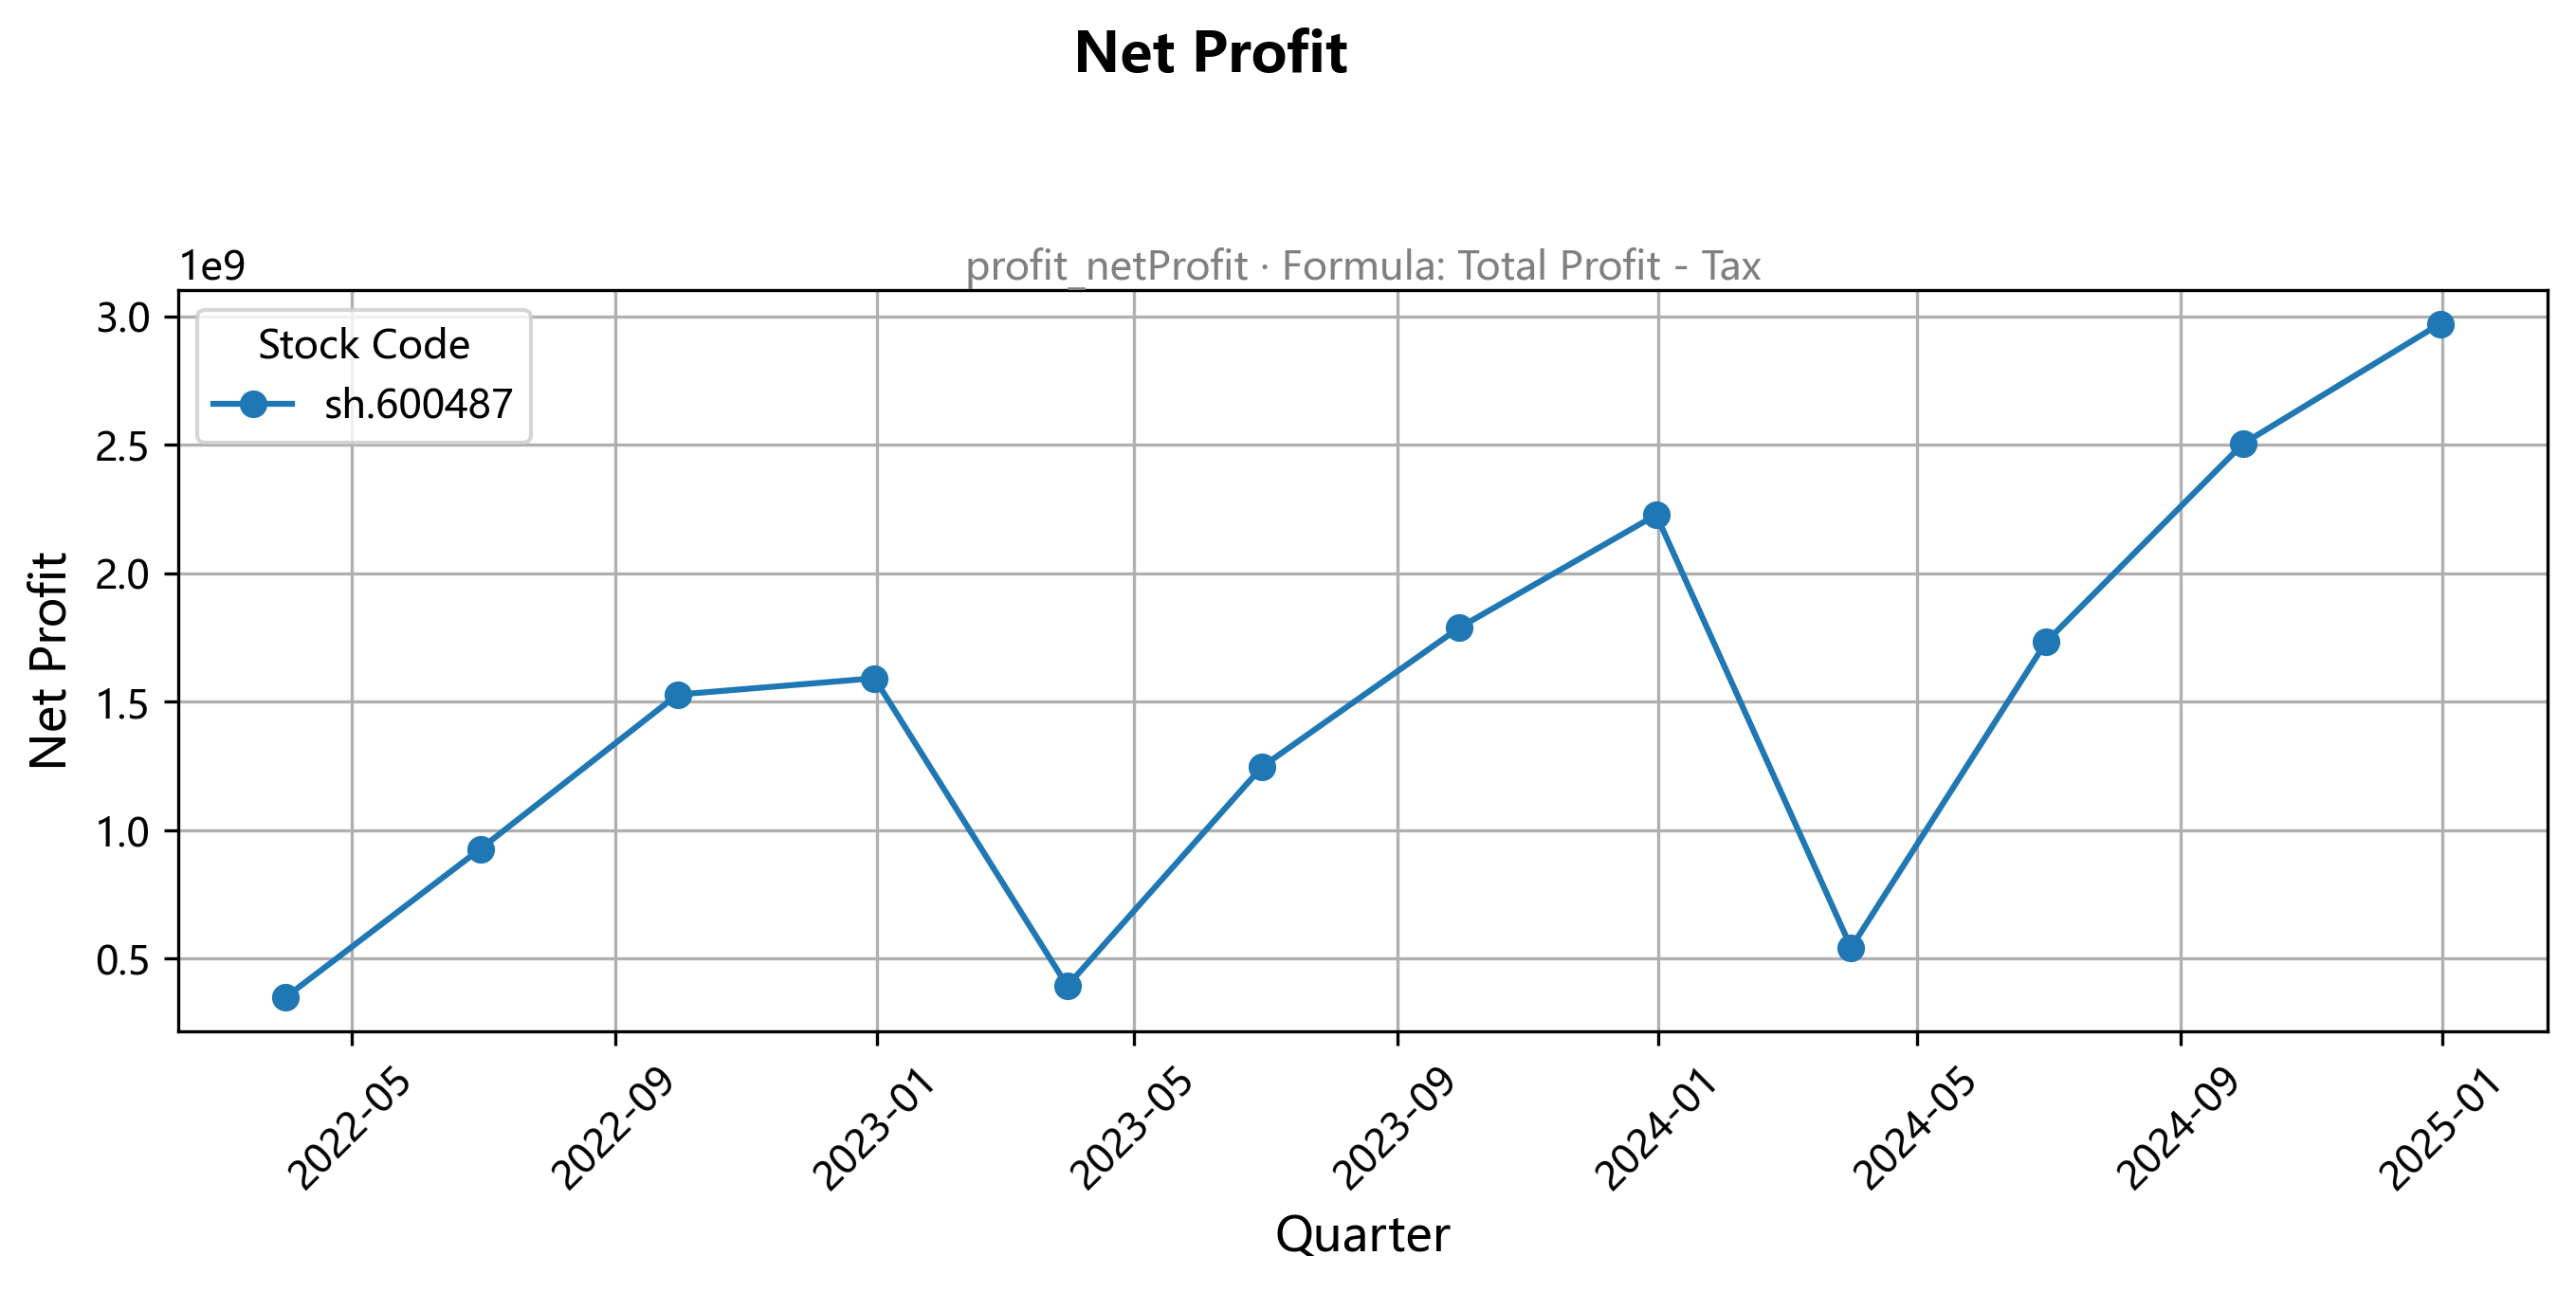 Net Profit
1e9
profit_netProfit · Formula: Total Profit - Tax
3.0
2.5
2.0
1.5
1.0
0.5
Net Profit
Stock Code
sh.600487
2022-05
2022-09
2023-01
2023-05
2023-09
2024-01
2024-05
2024-09
2025-01
Quarter